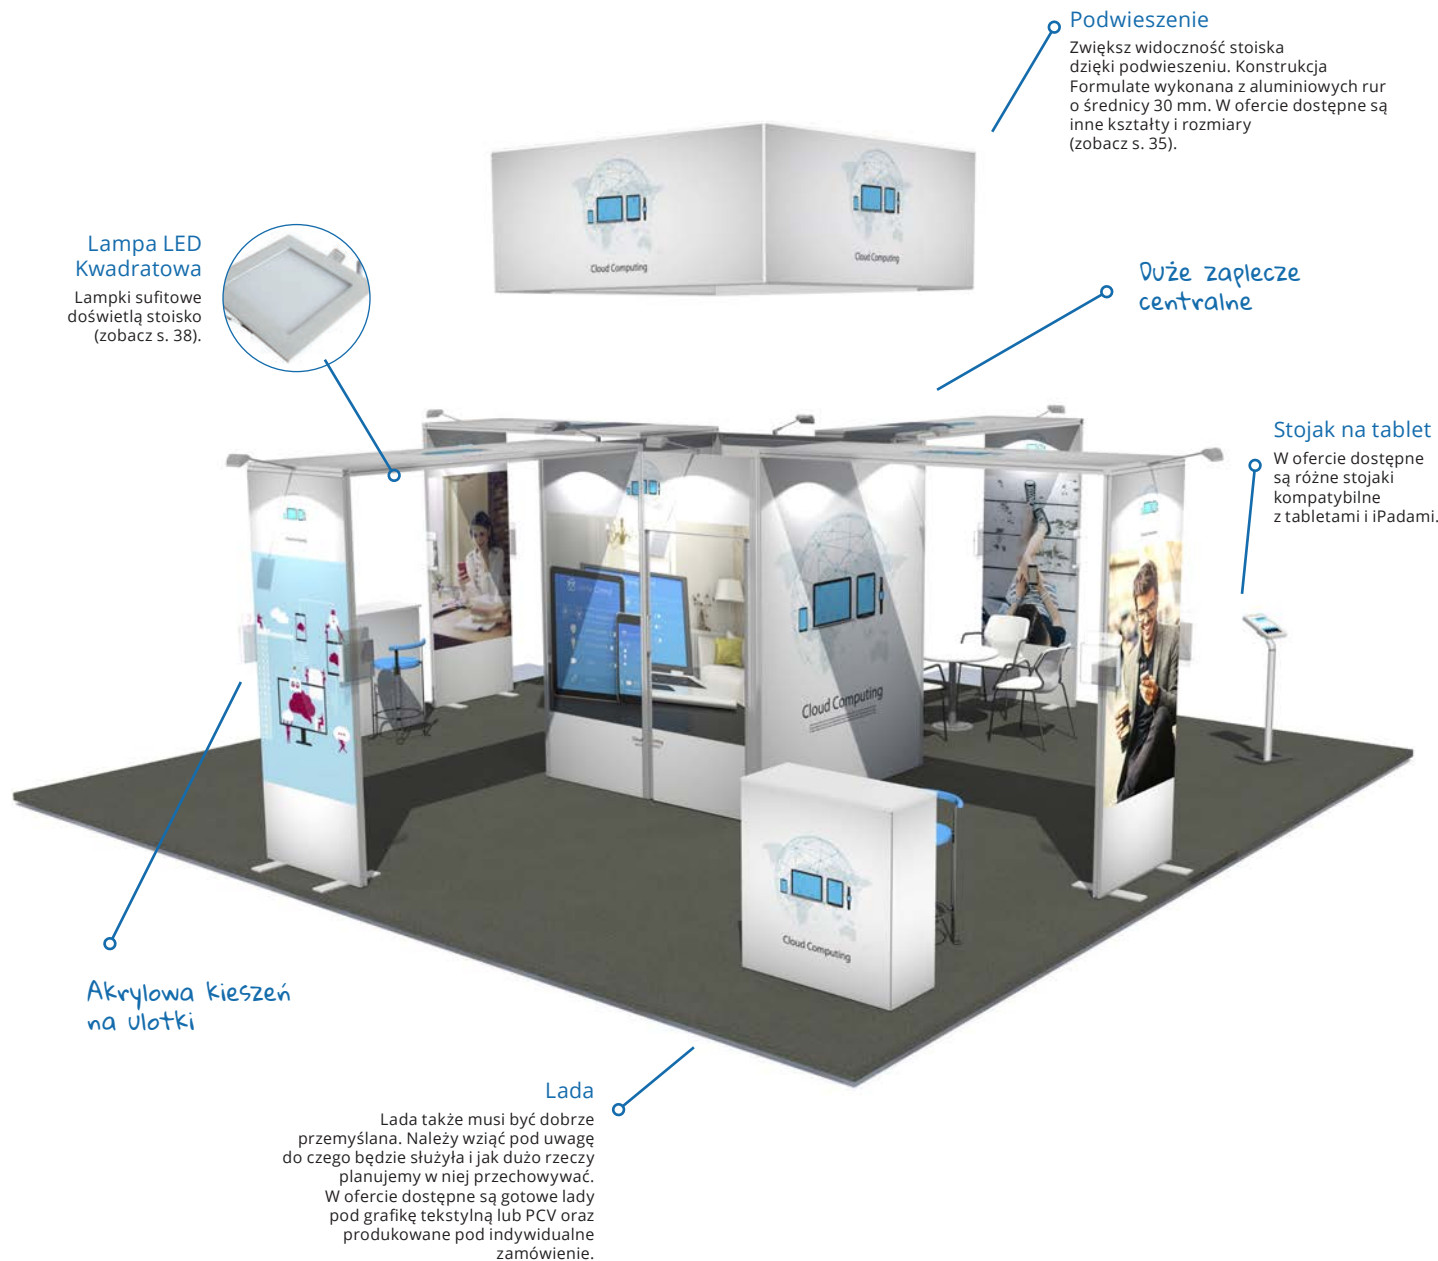 Podwieszenie
Zwiększ widoczność stoiska
dzięki podwieszeniu. Konstrukcja
Formulate wykonana z aluminiowych rur
o średnicy 30 mm. W ofercie dostępne są
inne kształty i rozmiary
(zobacz s. 35).
Cloud Computing
Cloud Computing
Lampa LED
Kwadratowa
Lampki sufitowe
doświetlą stoisko
(zobacz s. 38).
Duże zaplecze
centralne
Stojak na tablet
W ofercie dostępne
są różne stojaki
kompatybilne
z tabletami i iPadami.
Cloud Computing
Cloud Computing
Akrylowa kieszeń
na ulotki
Lada
Lada także musi być dobrze
przemyślana. Należy wziąć pod uwagę
do czego będzie służyła i jak dużo rzeczy
planujemy w niej przechowywać.
W ofercie dostępne są gotowe lady
pod grafikę tekstylną lub PCV oraz
produkowane pod indywidualne
zamówienie.